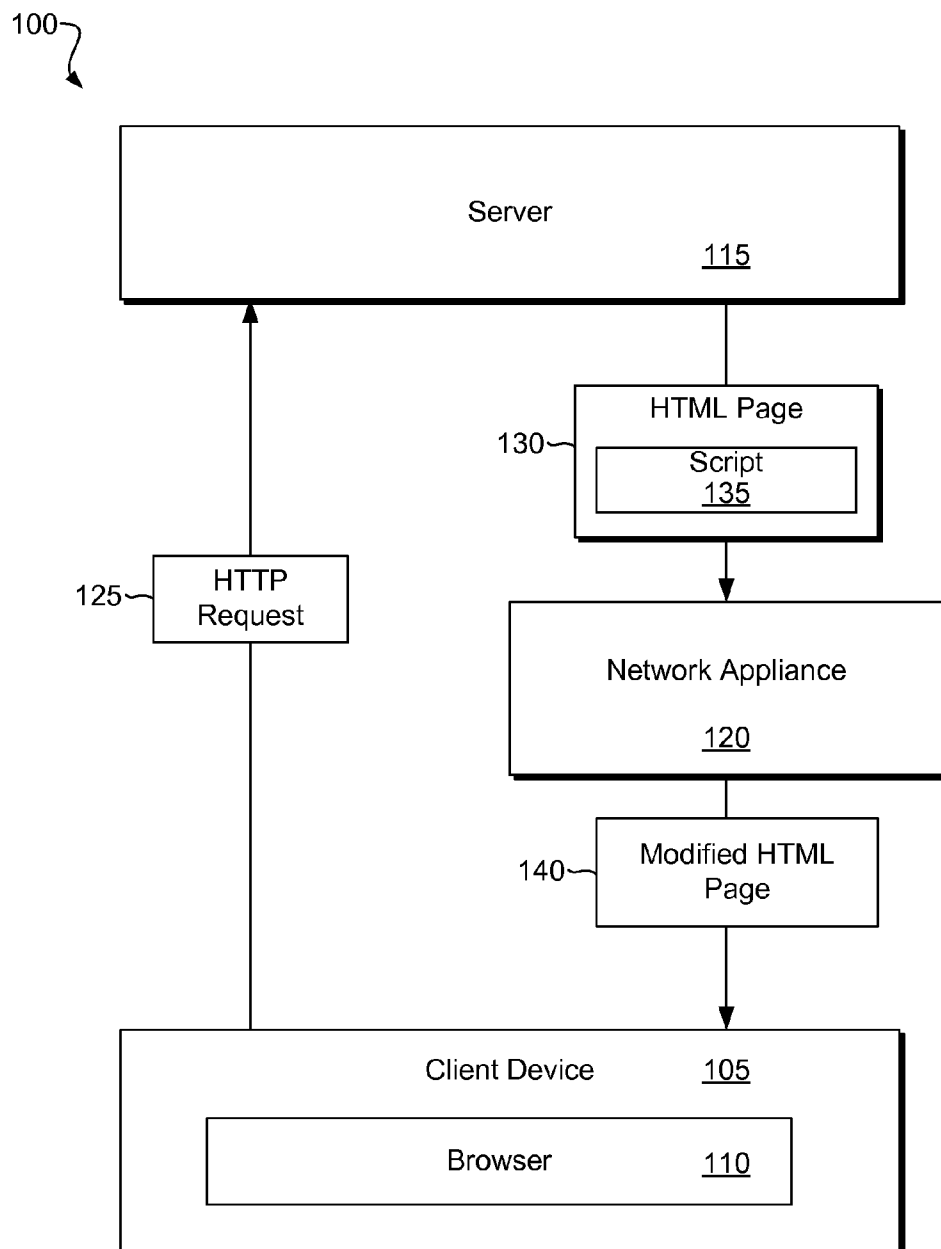 100
Server
115
HTML Page
130
Script
135
HTTP
Request
125
Network Appliance
120
Modified HTML
Page
140
Client Device 105
Browser 110